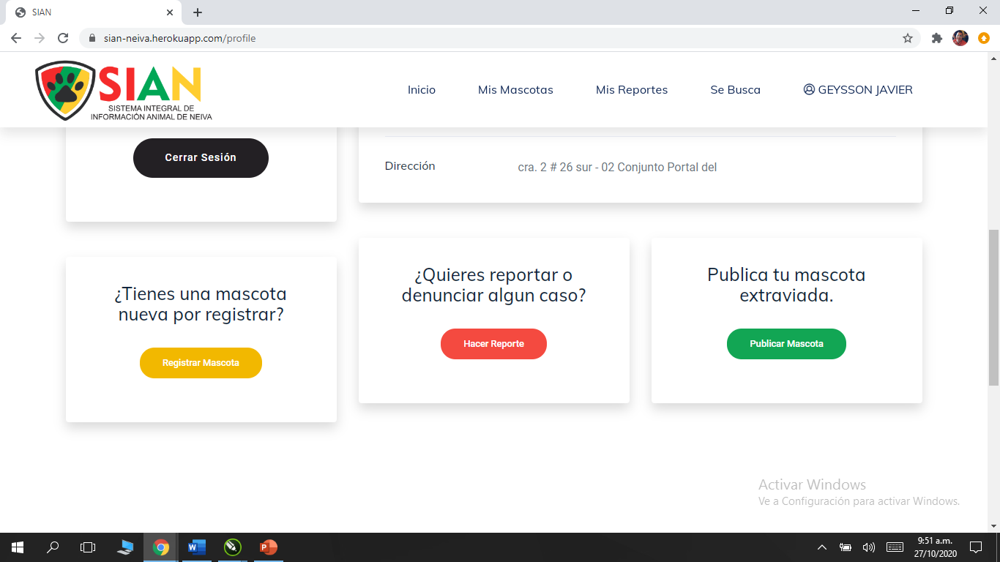 SIAN
sian-neiva.herokuapp.com/profile
SIAN
SISTEMA INTEGRAL DE
INFORMACIÓN ANIMAL DE NEIVA
Inicio
Mis Mascotas
Mis Reportes
Se Busca
GEYSSON JAVIER
Cerrar Sesión
Dirección
cra. 2 # 26 sur - 02 Conjunto Portal del
¿Tienes una mascota
nueva por registrar?
Registrar Mascota
¿Quieres reportar o
denunciar algun caso?
Hacer Reporte
Publica tu mascota
extraviada.
Publicar Mascota
Activar Windows
Ve a Configuración para activar Windows.
9:51 a.m.
27/10/2020